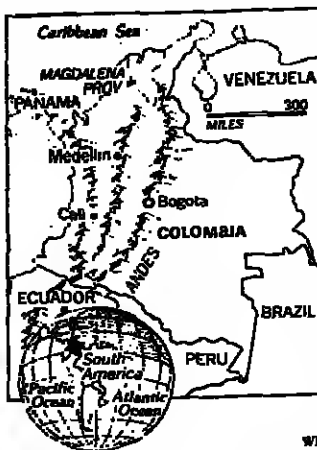 Caribbean Sea
MAGDALENA
PROV
VENEZUELA
PANAMA
0 300
MILES
Medellin
Bogota
Cali
COLOMBIA
ANDES
ECUADOR
BRAZIL
PERU
South
America
Pacific
Ocean
Atlantic
Ocean